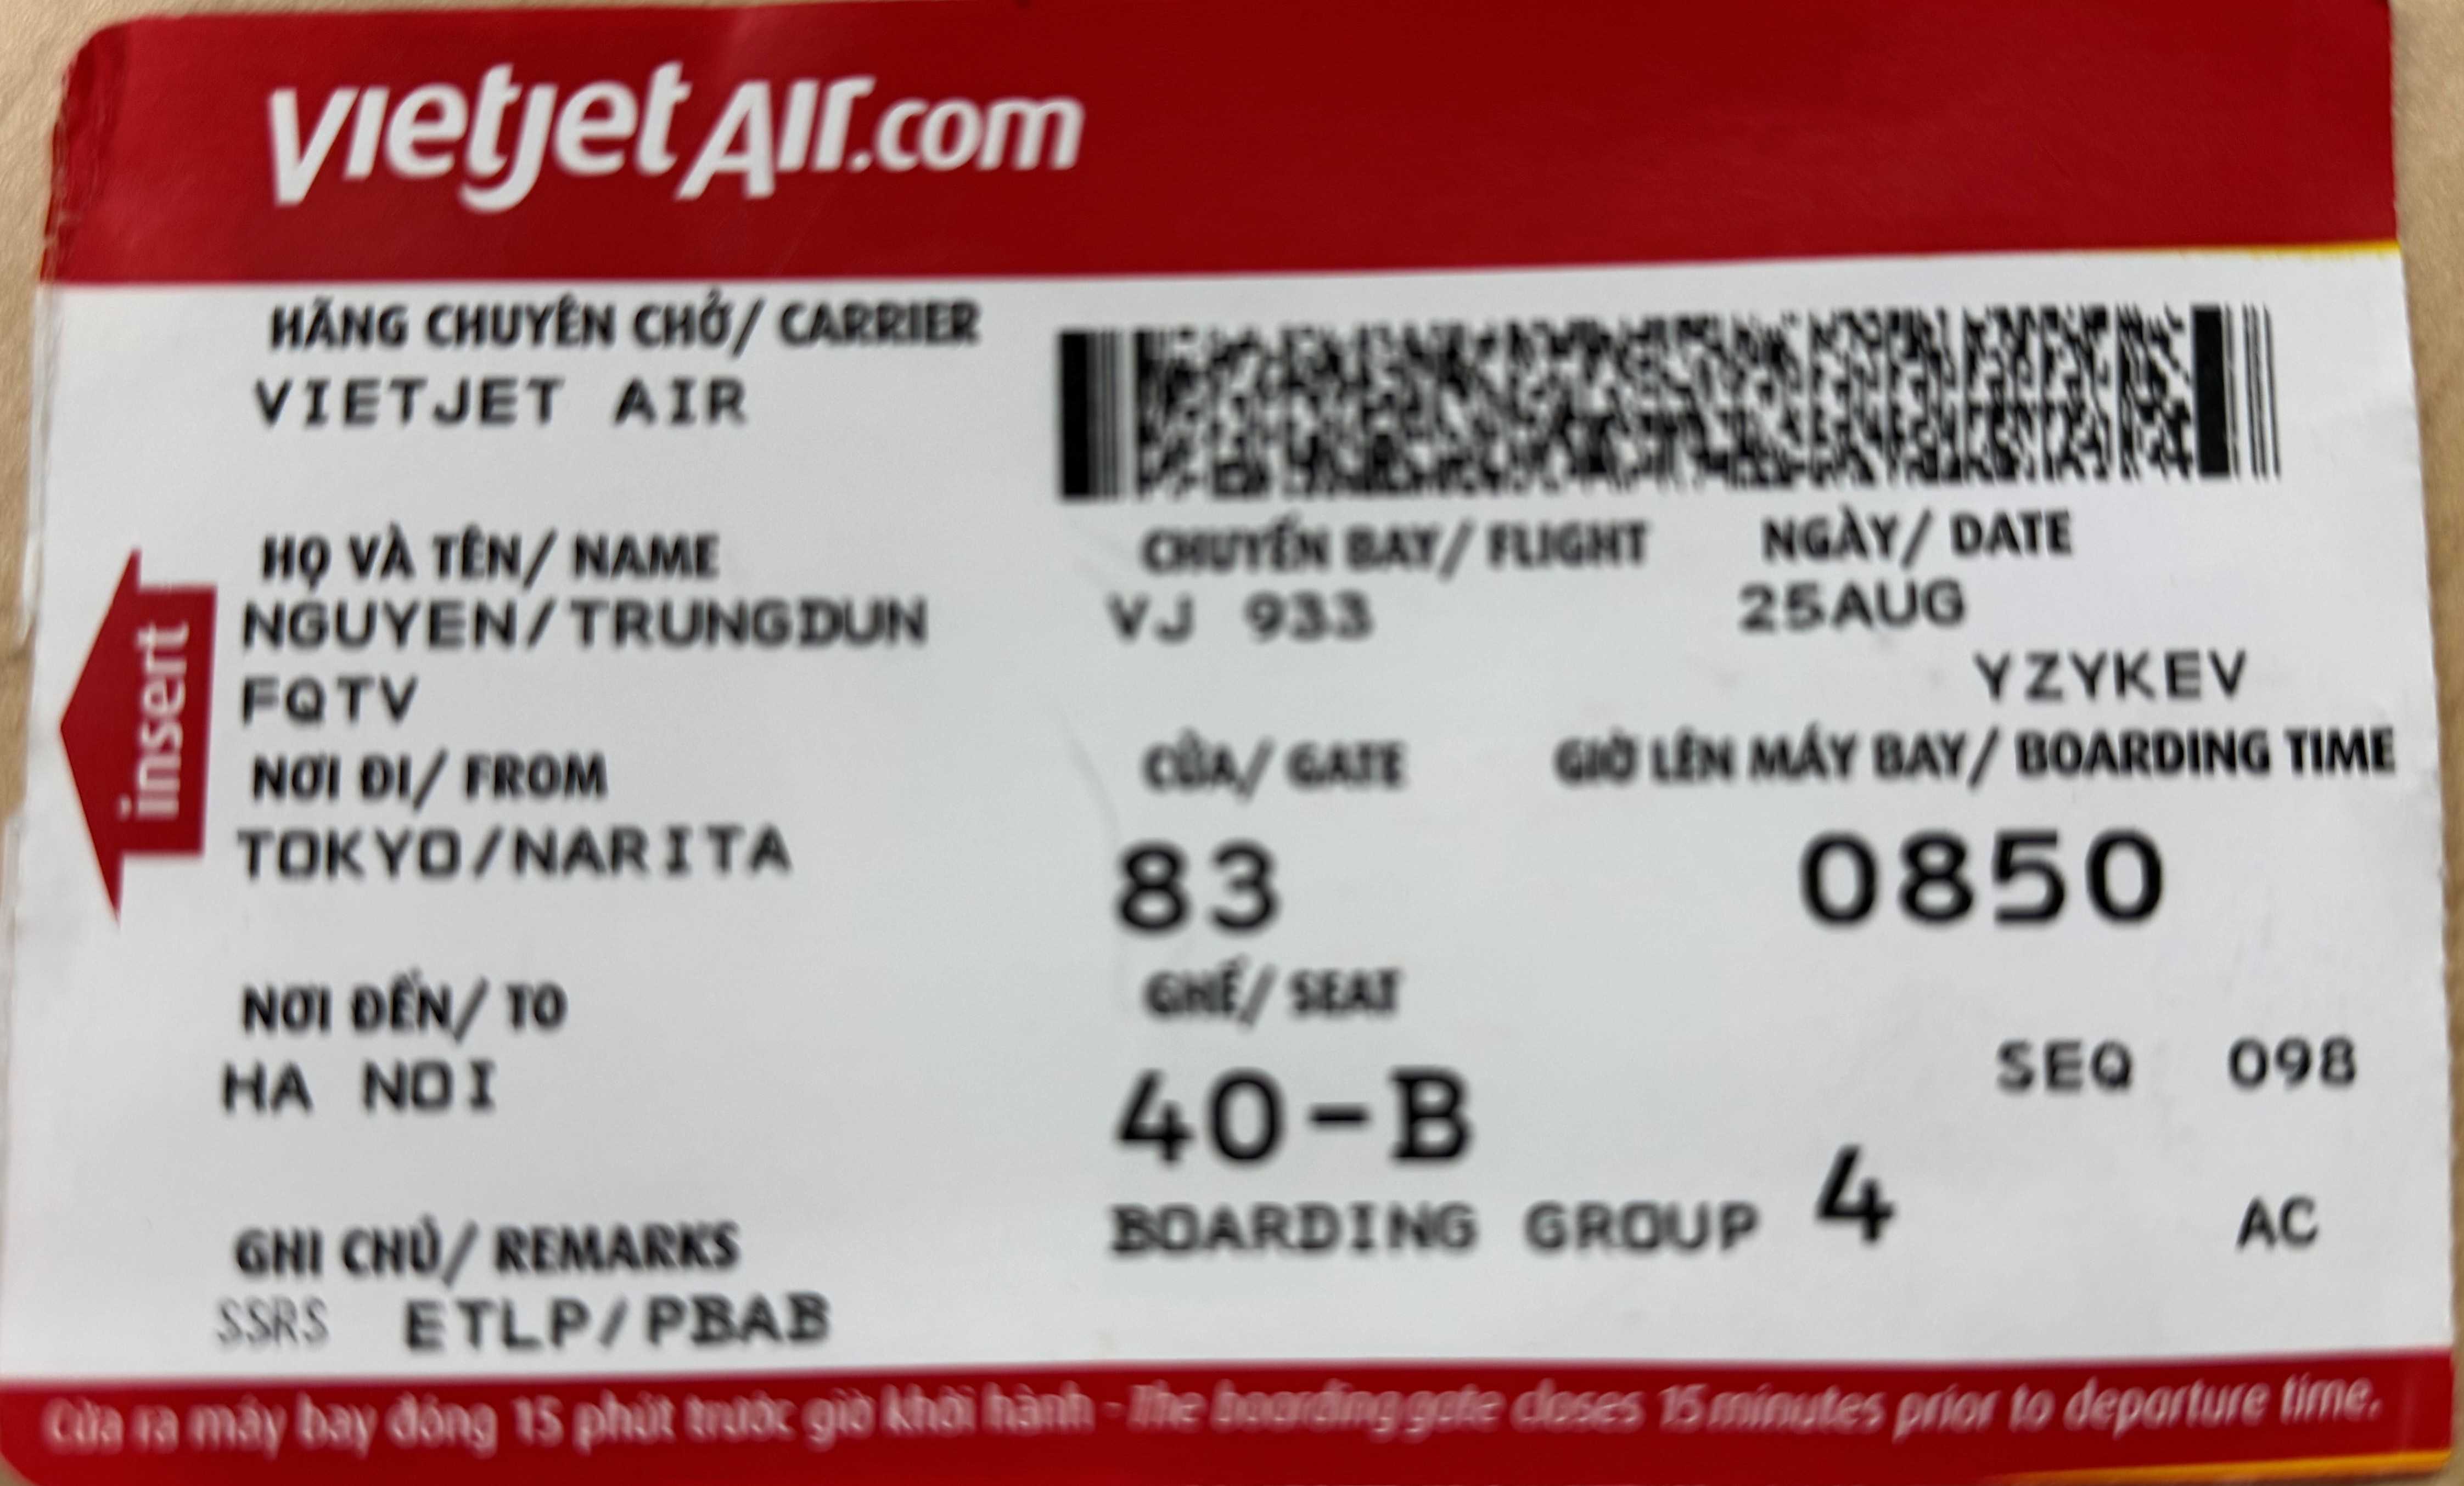 vietjetAir.com
HÃNG CHUYÊN CHỞ/ CARRIER
VIETJET AIR
HỌ VÀ TÊN/ NAME
NGUYEN/TRUNGDUN
FQTV
NƠI ĐI/ FROM
TOKYO/NARITA
NƠI ĐẾN/ TO
HA NOI
GHI CHÚ/ REMARKS
SSRS ETLP/PBAB
insert
CHUYẾN BAY/ FLIGHT NGÀY/ DATE
VJ 933 25AUG
YZYKEV
CỬA/ GATE GIỜ LÊN MÁY BAY/ BOARDING TIME
83 0850
GHẾ/ SEAT
40-B SEQ 098
BOARDING GROUP 4 AC
Cửa ra máy bay đóng 15 phút trước giờ khởi hành - The boarding gate closes 15 minutes prior to departure time.